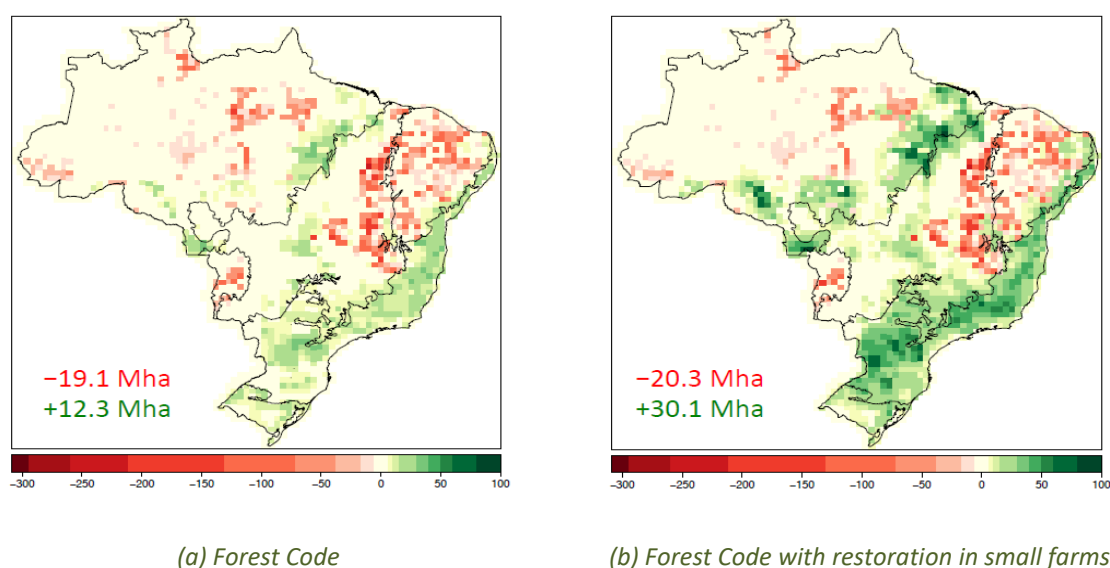 −19.1 Mha
+12.3 Mha
−300 −250 −200 −150 −100 −50 0 50 100
(a) Forest Code
−20.3 Mha
+30.1 Mha
−300 −250 −200 −150 −100 −50 0 50 100
(b) Forest Code with restoration in small farms